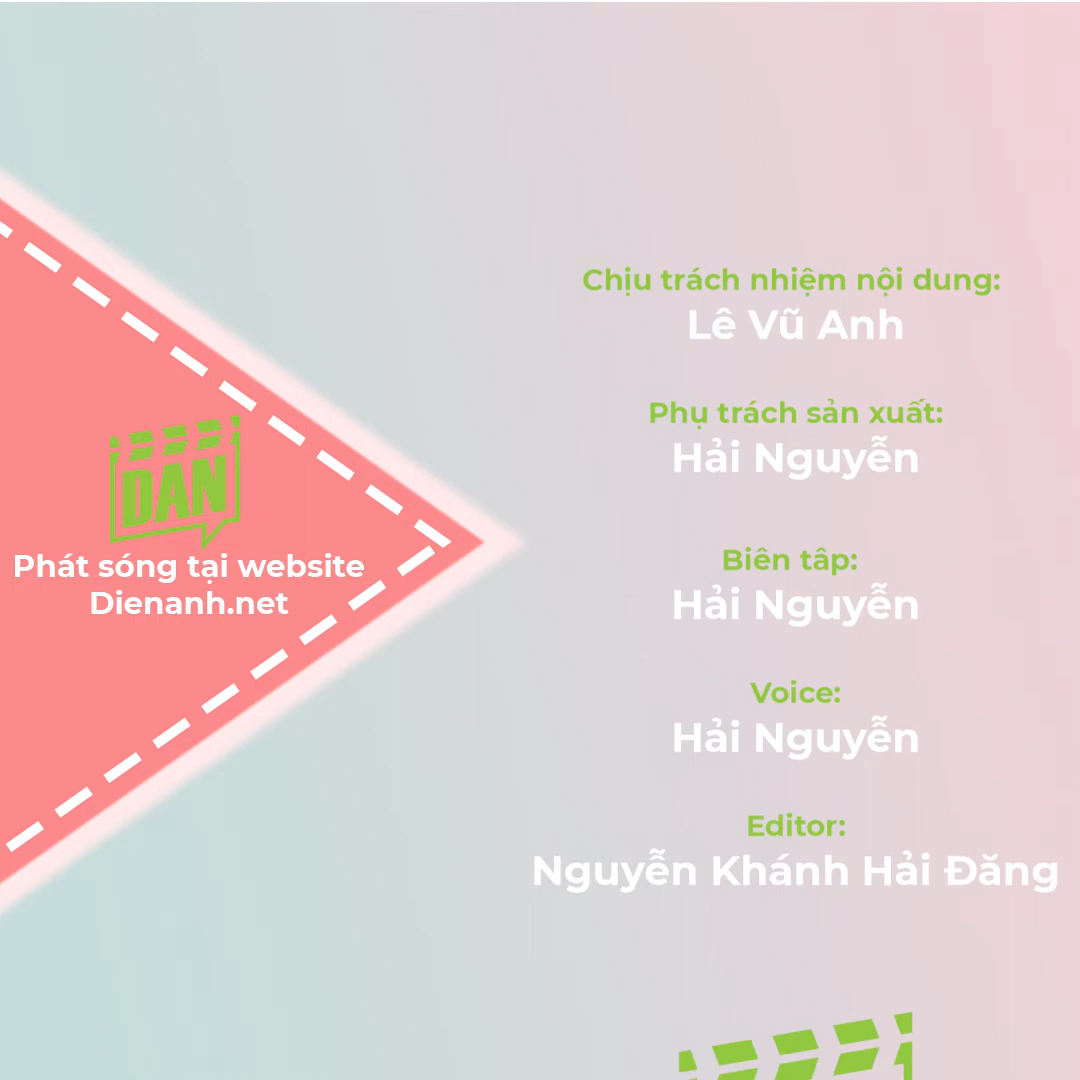 DAN
Phát sóng tại website
Dienanh.net
Chịu trách nhiệm nội dung:
Lê Vũ Anh
Phụ trách sản xuất:
Hải Nguyễn
Biên tâp:
Hải Nguyễn
Voice:
Hải Nguyễn
Editor:
Nguyễn Khánh Hải Đăng